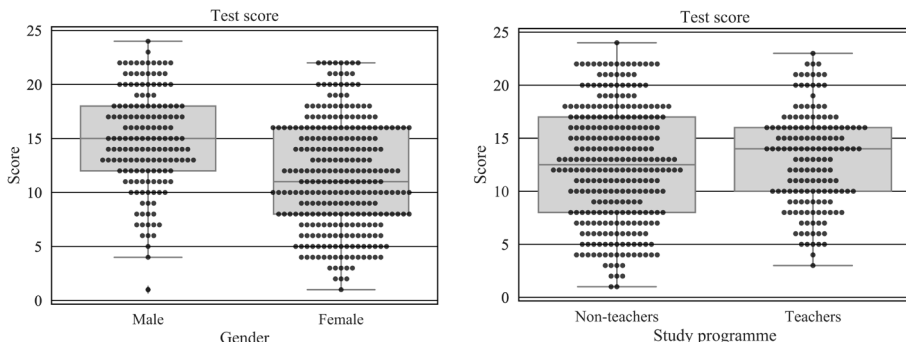 Test score
25
20
15
10
5
0
Score
Male
Female
Gender
Test score
25
20
15
10
5
0
Score
Non-teachers
Teachers
Study programme